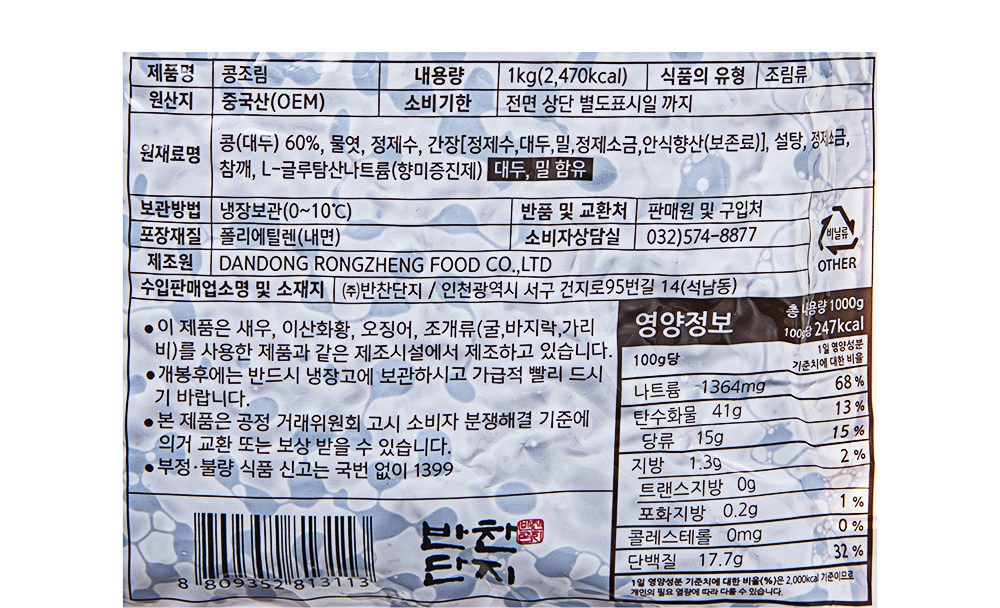 제품명 콩조림 내용량 1kg(2,470kcal) 식품의 유형 조림류
원산지 중국산(OEM) 소비기한 전면 상단 별도표시일 까지
원재료명 콩(대두) 60%, 물엿, 정제수, 간장[정제수,대두,밀,정제소금,안식향산(보존료)], 설탕, 정제소금,
참깨, L-글루탐산나트륨(향미증진제) 대두, 밀 함유
보관방법 냉장보관(0~10℃) 반품 및 교환처 판매원 및 구입처
포장재질 폴리에틸렌(내면) 소비자상담실 032)574-8877
비닐류
OTHER
제조원 DANDONG RONGZHENG FOOD CO.,LTD
수입판매업소명 및 소재지 ㈜반찬단지 / 인천광역시 서구 건지로95번길 14(석남동)
●이 제품은 새우, 이산화황, 오징어, 조개류(굴,바지락,가리
비)를 사용한 제품과 같은 제조시설에서 제조하고 있습니다.
●개봉후에는 반드시 냉장고에 보관하시고 가급적 빨리 드시
기 바랍니다.
●본 제품은 공정 거래위원회 고시 소비자 분쟁해결 기준에
의거 교환 또는 보상 받을 수 있습니다.
●부정·불량 식품 신고는 국번 없이 1399
영양정보
총 내용량 1000g
100g당 247kcal
100g당
1일 영양성분
기준치에 대한 비율
나트륨 1364mg 68 %
탄수화물 41g 13 %
당류 15g 15 %
지방 1.3g 2 %
트랜스지방 0g
포화지방 0.2g 1 %
콜레스테롤 0mg 0 %
단백질 17.7g 32 %
1일 영양성분 기준치에 대한 비율(%)은 2,000kcal 기준이므로
개인의 필요 열량에 따라 다를 수 있습니다.
8 809352 813113
반찬
단지